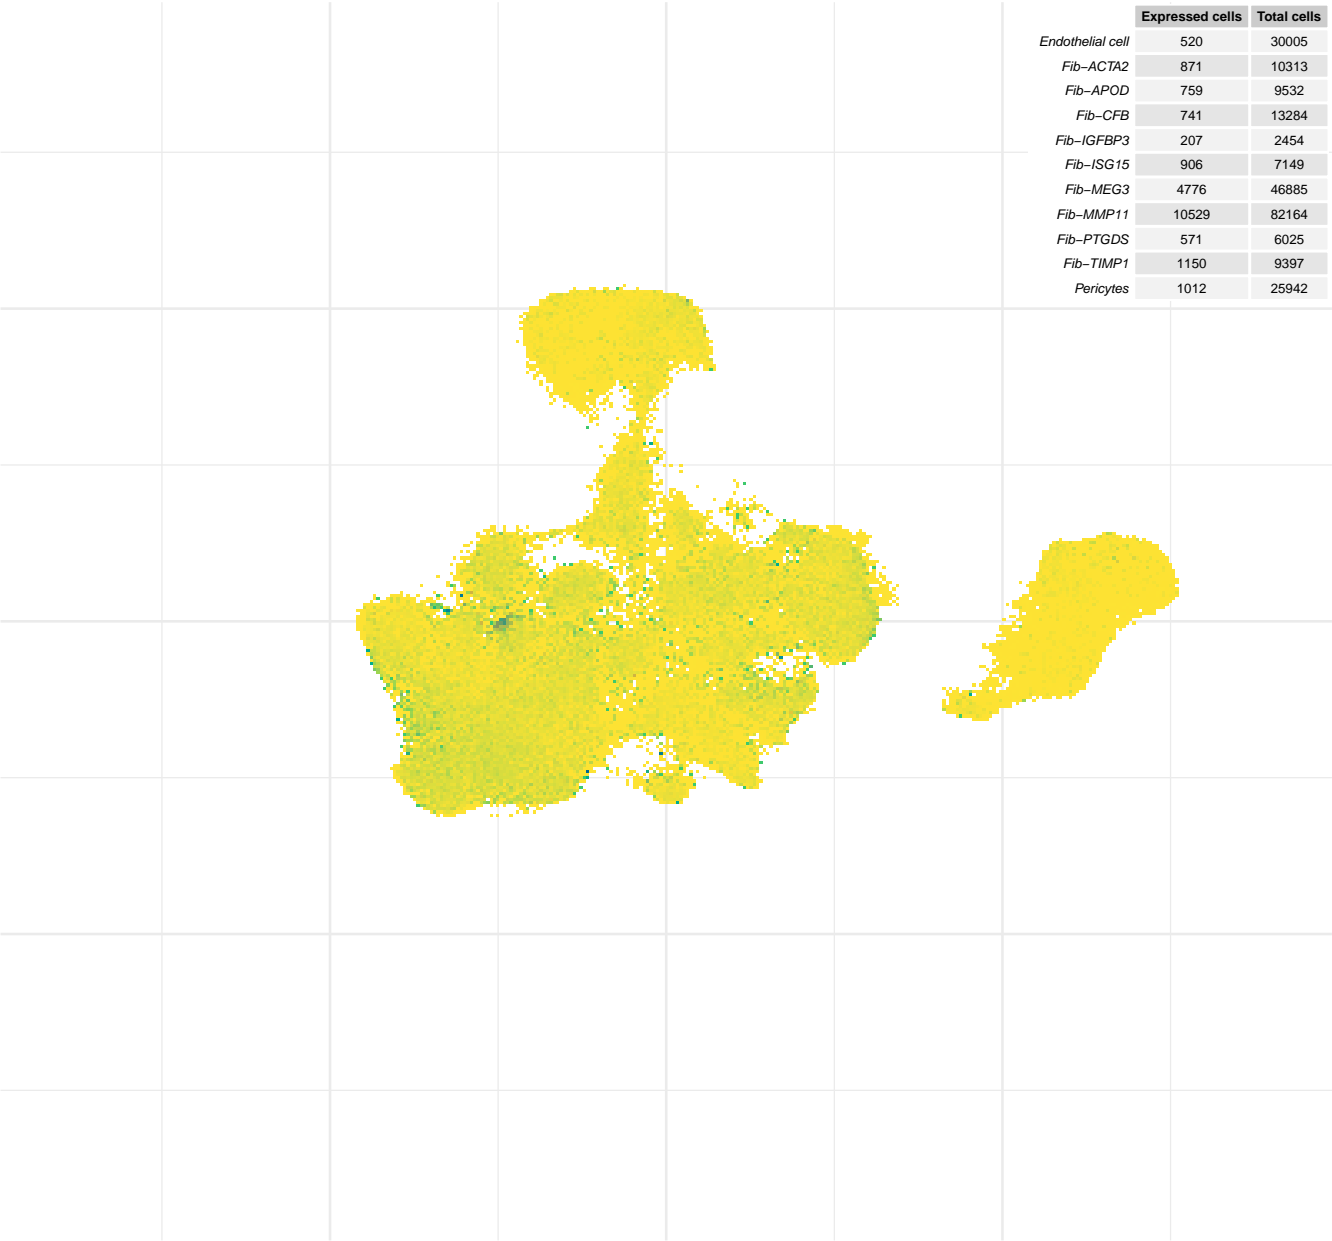 Expressed cells Total cells
Endothelial cell 520 30005
Fib−ACTA2 871 10313
Fib−APOD 759 9532
Fib−CFB 741 13284
Fib−IGFBP3 207 2454
Fib−ISG15 906 7149
Fib−MEG3 4776 46885
Fib−MMP11 10529 82164
Fib−PTGDS 571 6025
Fib−TIMP1 1150 9397
Pericytes 1012 25942